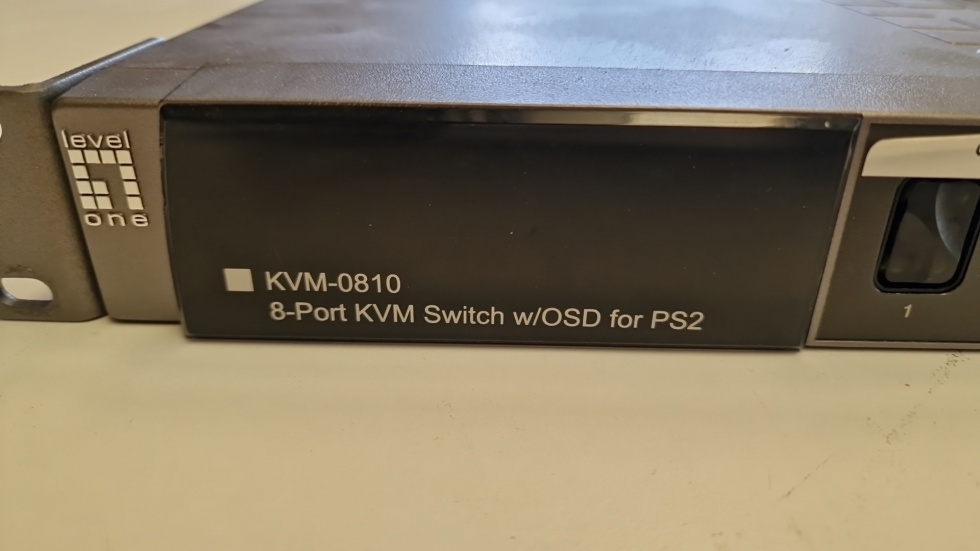 level
one
KVM-0810
8-Port KVM Switch w/OSD for PS2
1